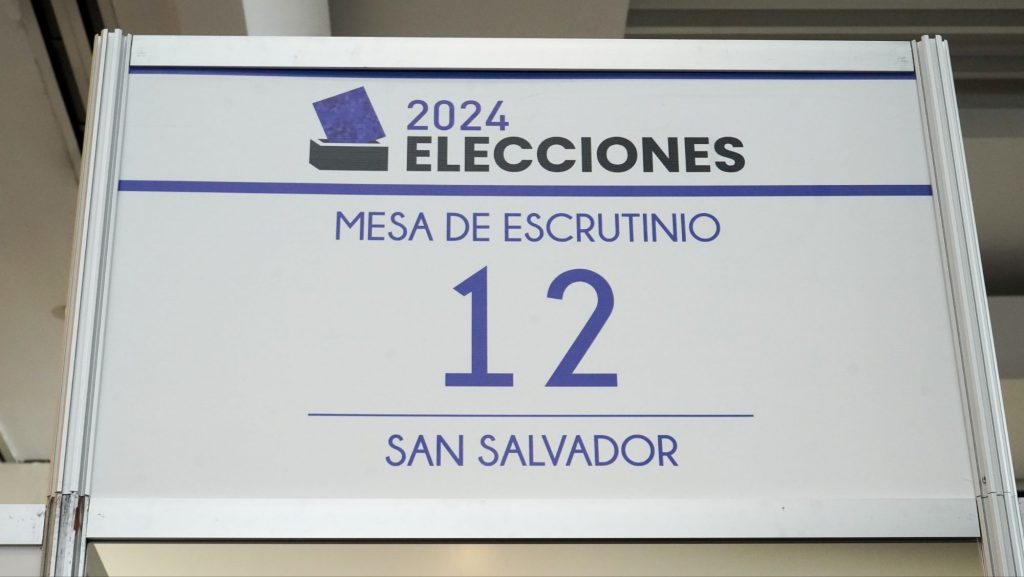 2024
ELECCIONES
MESA DE ESCRUTINIO
12
SAN SALVADOR